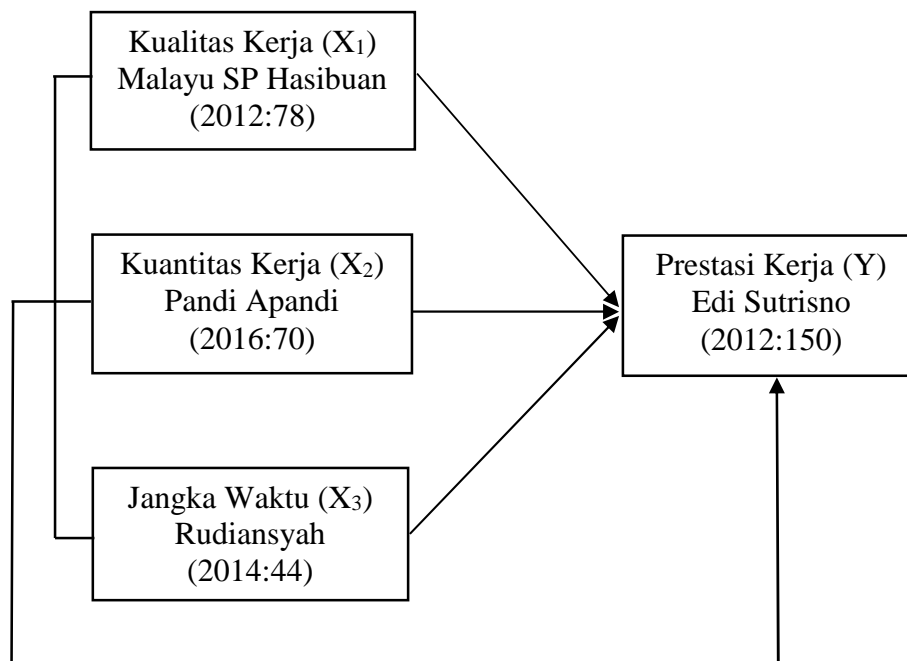 Kualitas Kerja (X₁)
Malayu SP Hasibuan
(2012:78)
Kuantitas Kerja (X₂)
Pandi Apandi
(2016:70)
Prestasi Kerja (Y)
Edi Sutrisno
(2012:150)
Jangka Waktu (X₃)
Rudiansyah
(2014:44)